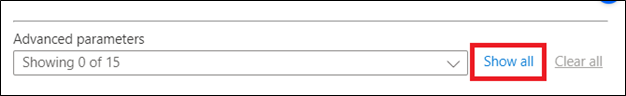 Advanced parameters
Showing 0 of 15 Show all Clear all